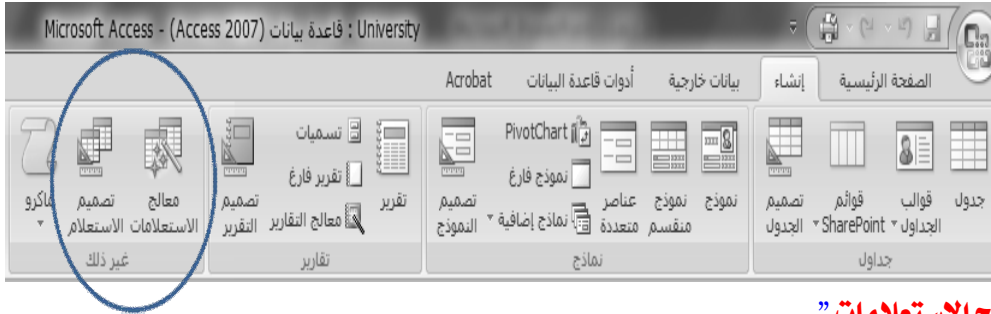 University : قاعدة بيانات (Access 2007) - Microsoft Access
الصفحة الرئيسية إنشاء بيانات خارجية أدوات قاعدة البيانات Acrobat
جدول
قوالب الجداول
قوائم SharePoint
تصميم الجدول
جداول
نموذج
نموذج منقسم
عناصر متعددة
PivotChart
نموذج فارغ
نماذج إضافية
تصميم النموذج
نماذج
تقرير
تسميات
تقرير فارغ
معالج التقارير
تصميم التقرير
تقارير
معالج الاستعلامات
تصميم الاستعلام
ماكرو
غير ذلك
الاستعلامات"